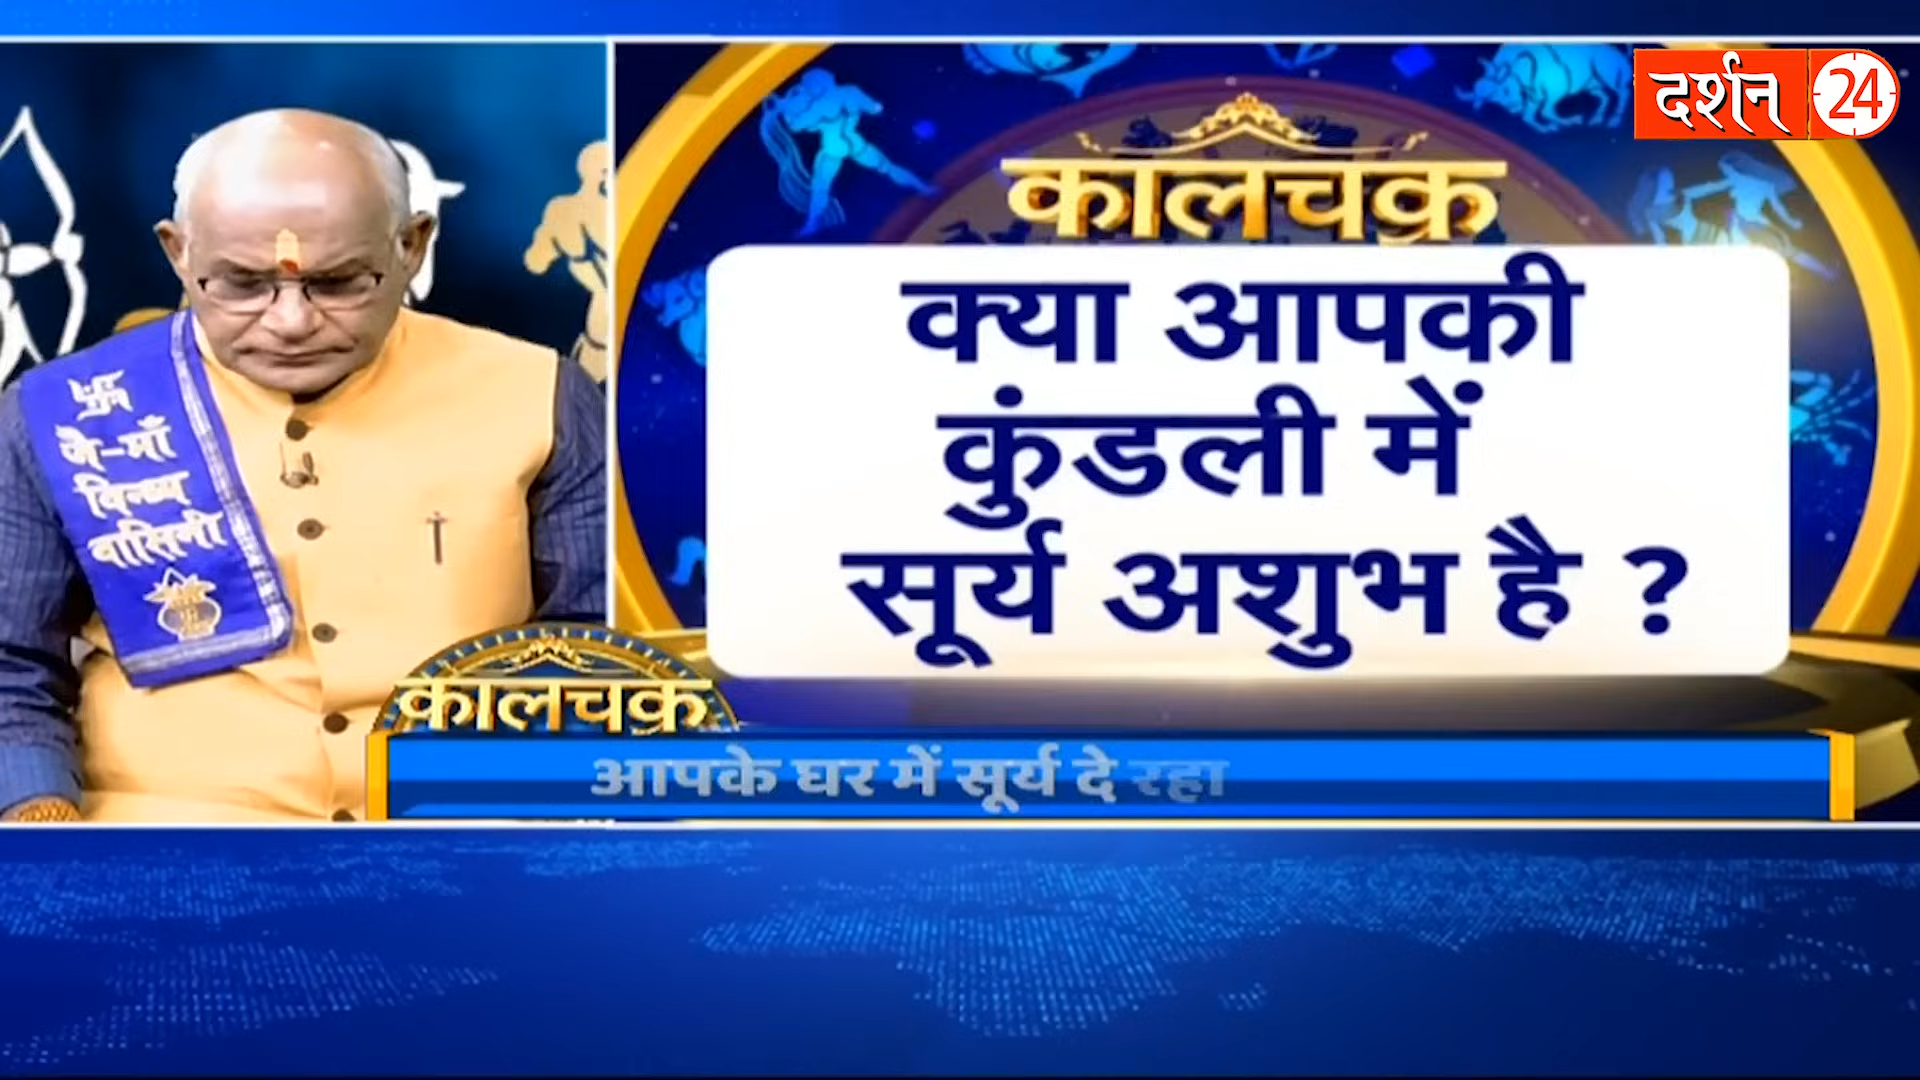 दर्शन 24
कालचक्र
क्या आपकी
कुंडली में
सूर्य अशुभ है ?
जै-माँ
विन्ध्य
वासिनी
कालचक्र
आपके घर में सूर्य दे रहा